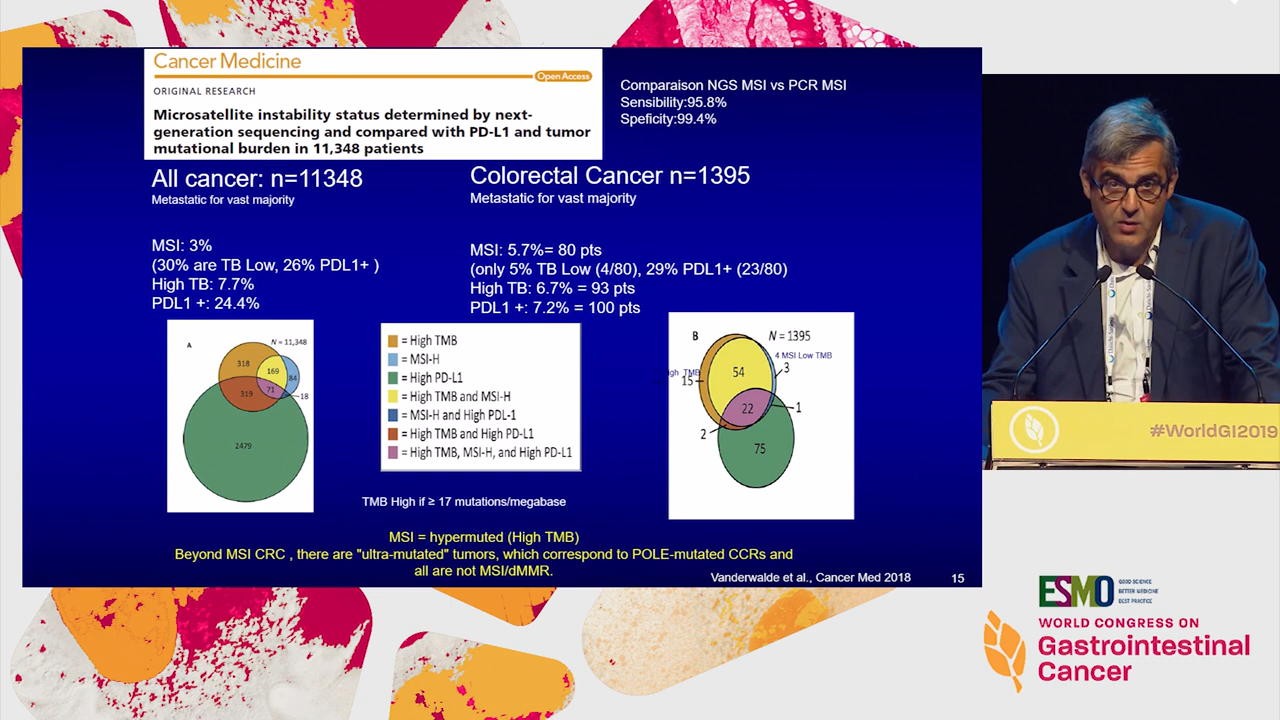 Cancer Medicine
Open Access
ORIGINAL RESEARCH
Microsatellite instability status determined by next-
generation sequencing and compared with PD-L1 and tumor
mutational burden in 11,348 patients
Comparaison NGS MSI vs PCR MSI
Sensibility:95.8%
Speficity:99.4%
All cancer: n=11348
Metastatic for vast majority
MSI: 3%
(30% are TB Low, 26% PDL1+ )
High TB: 7.7%
PDL1 +: 24.4%
Colorectal Cancer n=1395
Metastatic for vast majority
MSI: 5.7%= 80 pts
(only 5% TB Low (4/80), 29% PDL1+ (23/80)
High TB: 6.7% = 93 pts
PDL1 +: 7.2% = 100 pts
A
N = 11,348
318
169
84
319
71
18
2479
= High TMB
= MSI-H
= High PD-L1
= High TMB and MSI-H
= MSI-H and High PDL-1
= High TMB and High PD-L1
= High TMB, MSI-H, and High PD-L1
B
N = 1395
4 MSI Low TMB
TMB
15
54
3
22
1
2
75
TMB High if ≥ 17 mutations/megabase
MSI = hypermuted (High TMB)
Beyond MSI CRC , there are "ultra-mutated" tumors, which correspond to POLE-mutated CCRs and
all are not MSI/dMMR.
Vanderwalde et al., Cancer Med 2018
15
#WorldGI2019
ESMO
GOOD SCIENCE
BETTER MEDICINE
BEST PRACTICE
WORLD CONGRESS ON
Gastrointestinal
Cancer